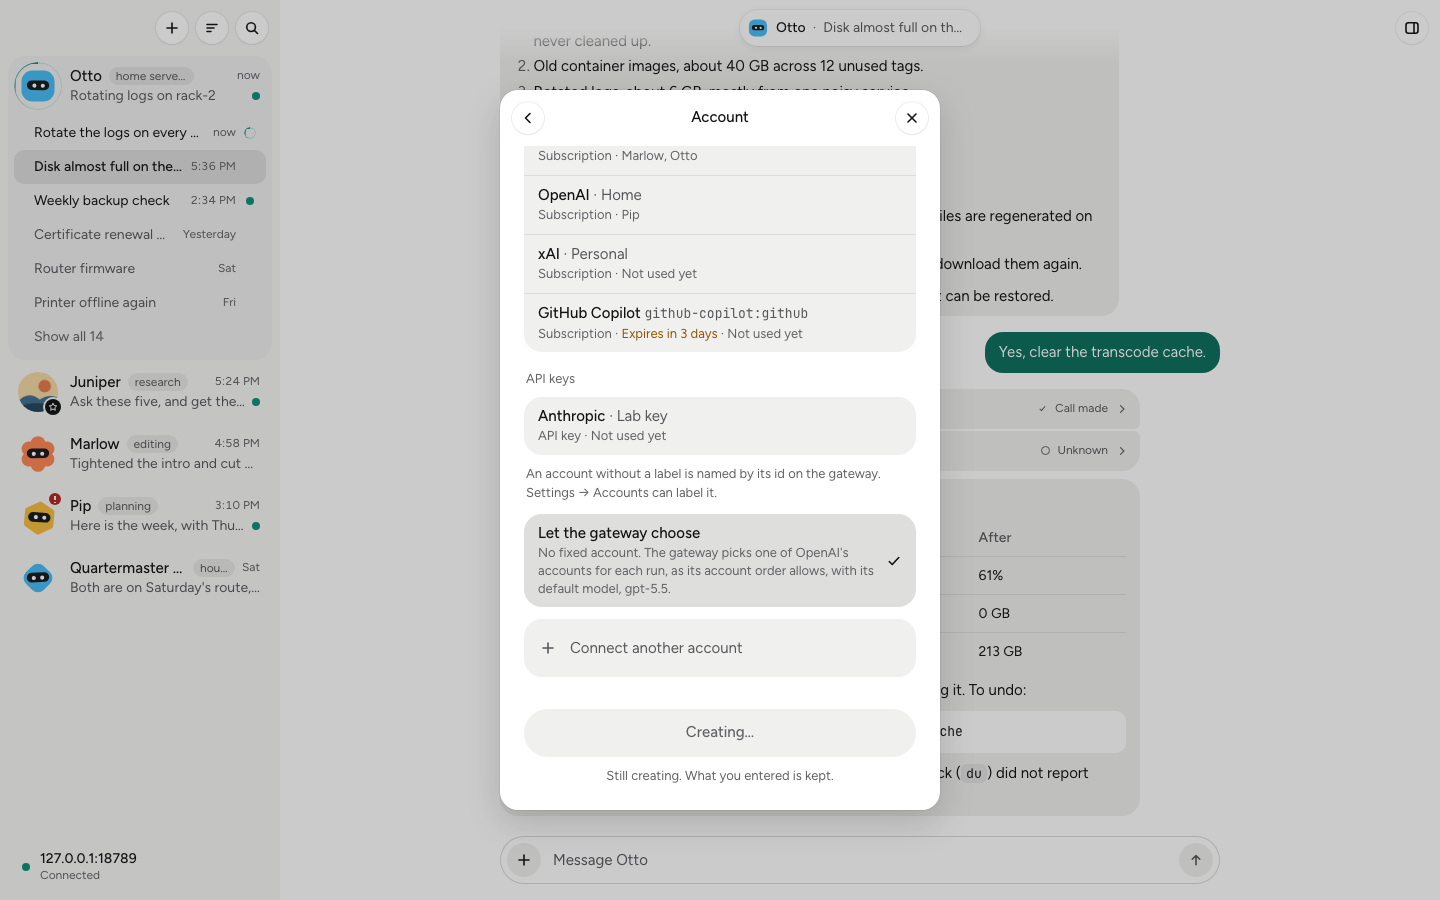 Otto · Disk almost full on th...
Otto home serve... now
Rotating logs on rack-2
Rotate the logs on every ... now
Disk almost full on the... 5:36 PM
Weekly backup check 2:34 PM
Certificate renewal ... Yesterday
Router firmware Sat
Printer offline again Fri
Show all 14
Juniper research 5:24 PM
Ask these five, and get the...
Marlow editing 4:58 PM
Tightened the intro and cut ...
Pip planning 3:10 PM
Here is the week, with Thu...
Quartermaster ... hou... Sat
Both are on Saturday's route,...
127.0.0.1:18789
Connected
never cleaned up.
2. Old container images, about 40 GB across 12 unused tags.
Account
Subscription · Marlow, Otto
OpenAI · Home
Subscription · Pip
xAI · Personal
Subscription · Not used yet
GitHub Copilot github-copilot:github
Subscription · Expires in 3 days · Not used yet
API keys
Anthropic · Lab key
API key · Not used yet
An account without a label is named by its id on the gateway.
Settings → Accounts can label it.
Let the gateway choose
No fixed account. The gateway picks one of OpenAI's
accounts for each run, as its account order allows, with its
default model, gpt-5.5.
Connect another account
Creating...
Still creating. What you entered is kept.
iles are regenerated on
download them again.
can be restored.
Yes, clear the transcode cache.
Call made
Unknown
After
61%
0 GB
213 GB
g it. To undo:
che
ck ( du ) did not report
Message Otto